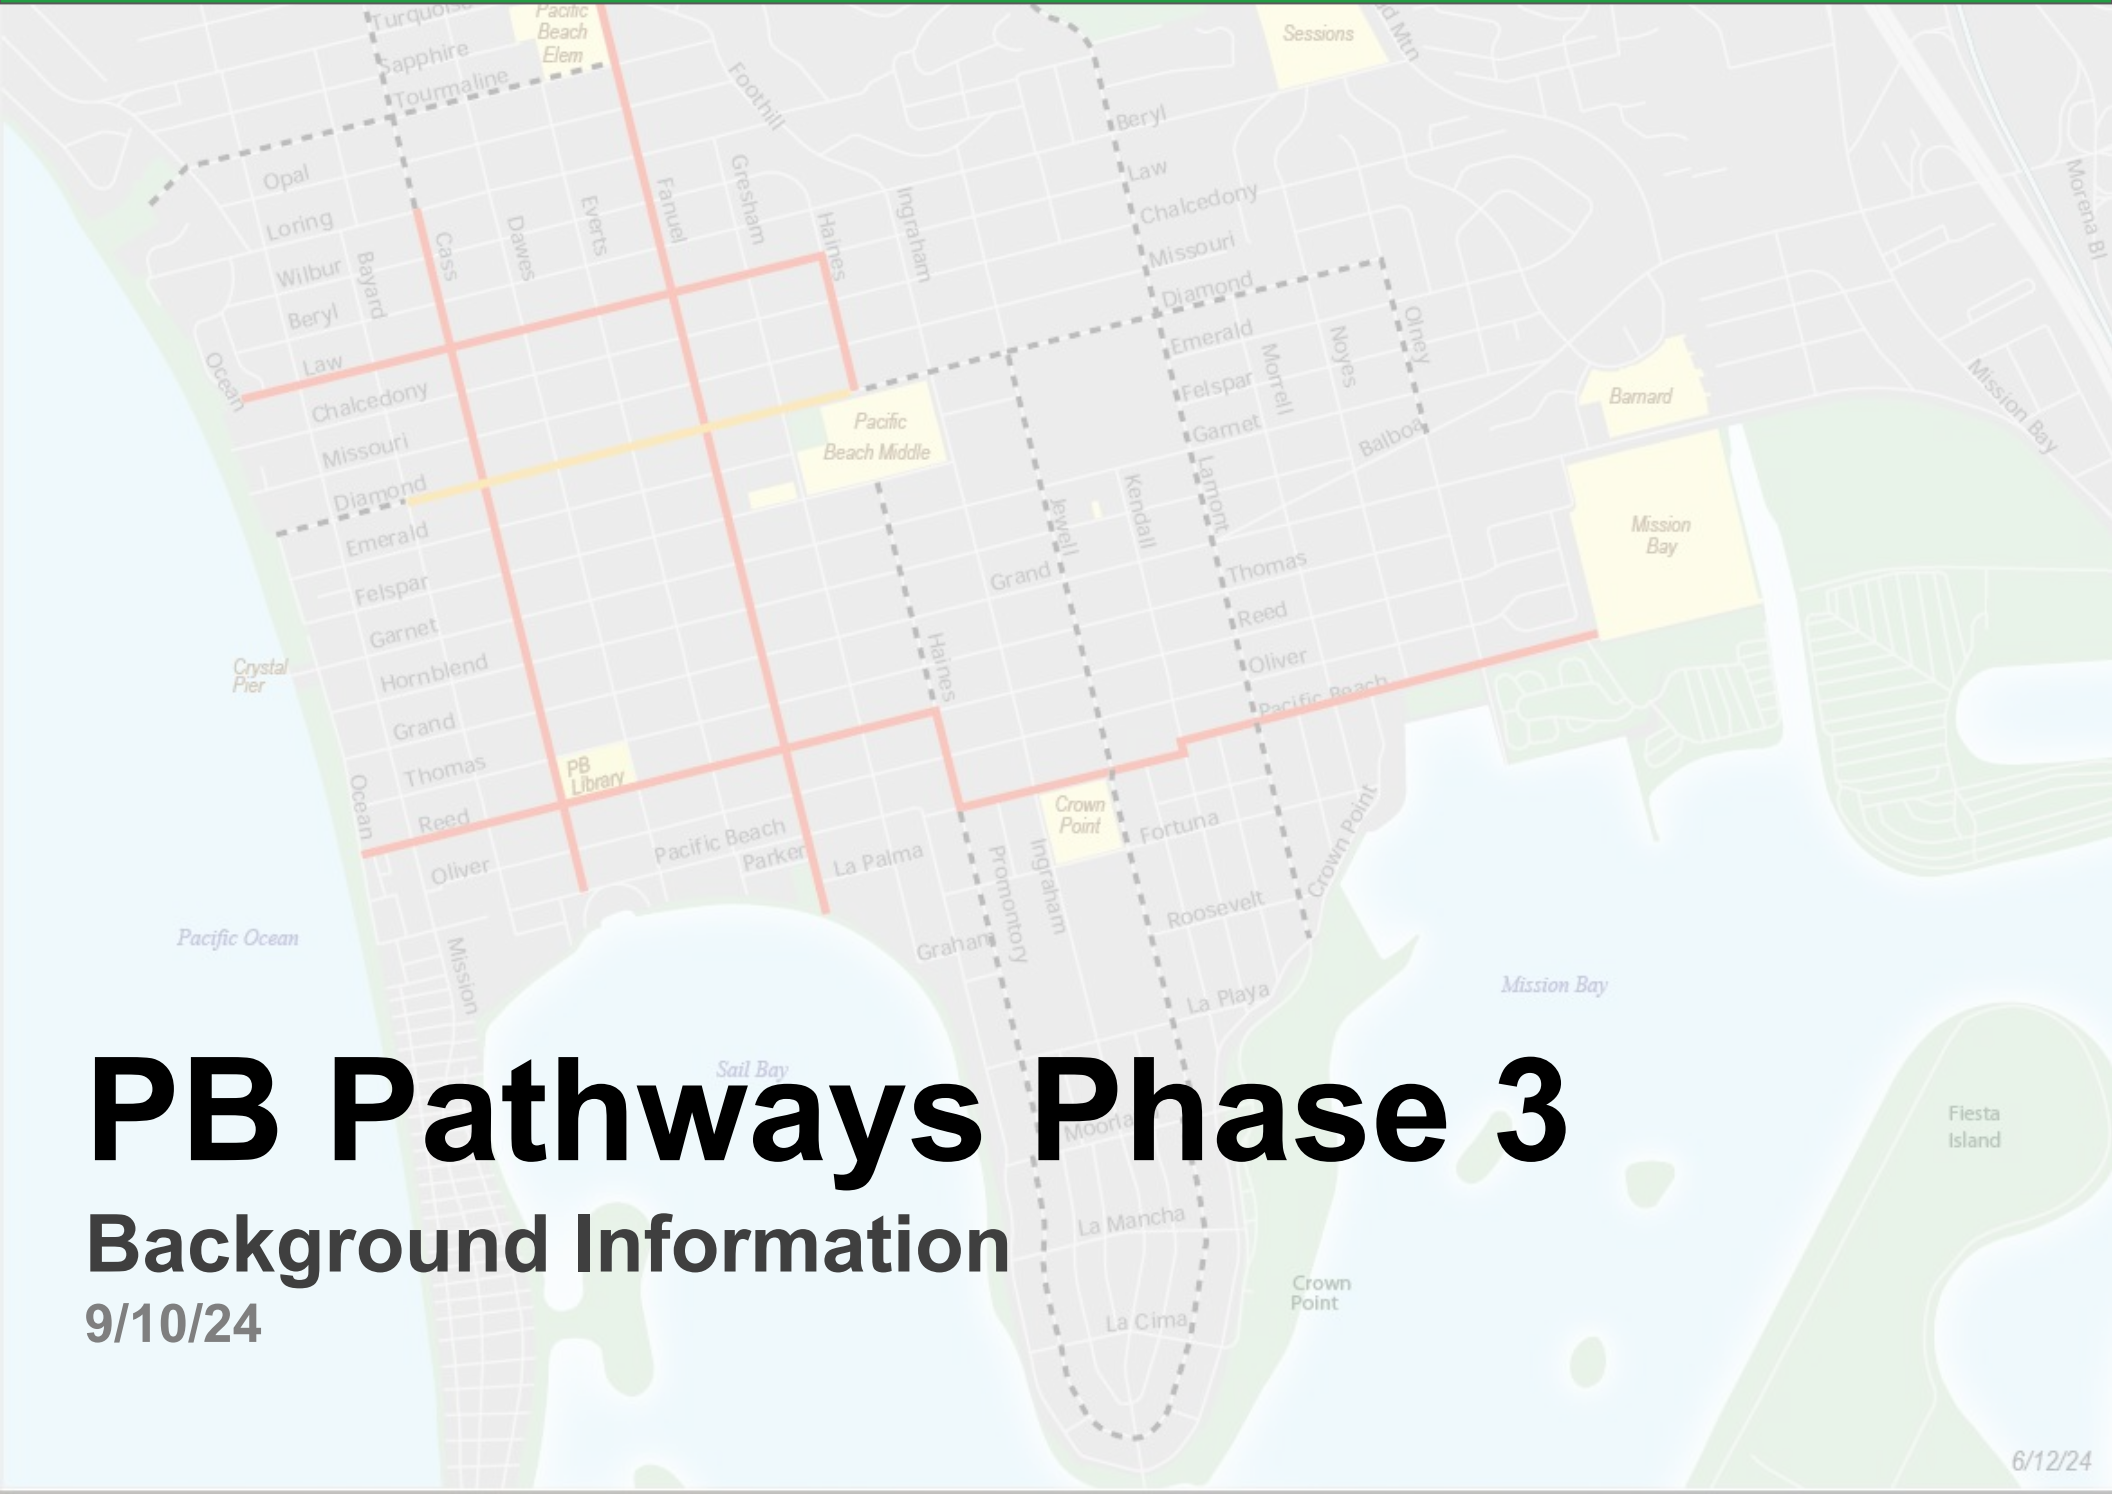 Turquoise
Sapphire
Tourmaline
Pacific
Beach
Elem
Sessions
Foothill
Opal
Loring
Wilbur
Beryl
Law
Bayard
Cass
Dawes
Everts
Fanuel
Gresham
Haines
Ingraham
Beryl
Law
Chalcedony
Missouri
Diamond
Emerald
Felspar
Garnet
Morrell
Noyes
Olney
Balboa
Morena Bl
Mission Bay
Barnard
Mission
Bay
Ocean
Chalcedony
Missouri
Diamond
Emerald
Felspar
Garnet
Hornblend
Grand
Thomas
Reed
Oliver
Ocean
Crystal
Pier
Pacific
Beach Middle
Jewell
Kendall
Lamont
Grand
Haines
Thomas
Reed
Oliver
Pacific Beach
PB
Library
Pacific Beach
Parker
La Palma
Crown
Point
Fortuna
Crown Point
Promontory
Ingraham
Roosevelt
Graham
La Playa
Mission
Pacific Ocean
Mission Bay
Sail Bay
PB Pathways Phase 3
Background Information
9/10/24
La Mancha
La Cima
Crown
Point
Fiesta
Island
6/12/24